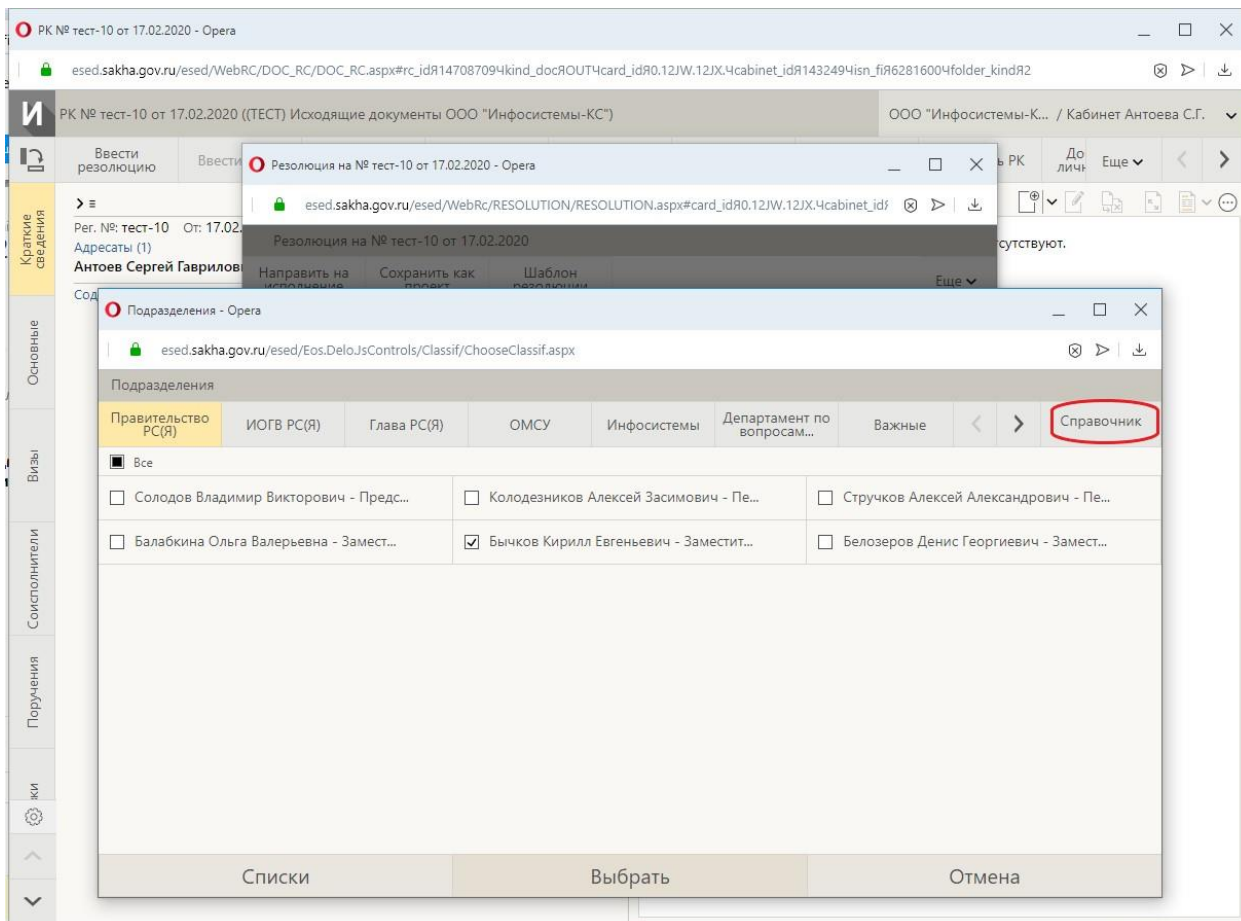 РК № тест-10 от 17.02.2020 - Opera
esed.sakha.gov.ru/esed/WebRC/DOC_RC/DOC_RC.aspx#rc_idЯ14708709Чkind_docЯOUTЧcard_idЯ0.12JW.12JX.Чcabinet_idЯ143249Чisn_fiЯ6281600Чfolder_kindЯ2
И
РК № тест-10 от 17.02.2020 ((ТЕСТ) Исходящие документы ООО "Инфосистемы-КС")
ООО "Инфосистемы-К... / Кабинет Антоева С.Г.
Ввести
резолюцию
Ввести
ь РК
До
личн
Еще
Резолюция на № тест-10 от 17.02.2020 - Opera
esed.sakha.gov.ru/esed/WebRc/RESOLUTION/RESOLUTION.aspx#card_idЯ0.12JW.12JX.Чcabinet_idЯ
Резолюция на № тест-10 от 17.02.2020
Направить на
исполнение
Сохранить как
проект
Шаблон
резолюции
Еще
Краткие
сведения
Основные
Визы
Соисполнители
Поручения
ки
Рег. №: тест-10 От: 17.02.
Адресаты (1)
Антоев Сергей Гаврилов
Сод
сутствуют.
Подразделения - Opera
esed.sakha.gov.ru/esed/Eos.Delo.JsControls/Classif/ChooseClassif.aspx
Подразделения
Правительство
РС(Я)
ИОГВ РС(Я)
Глава РС(Я)
ОМСУ
Инфосистемы
Департамент по
вопросам...
Важные
Справочник
Все
Солодов Владимир Викторович - Предс...
Колодезников Алексей Засимович - Пе...
Стручков Алексей Александрович - Пе...
Балабкина Ольга Валерьевна - Замест...
Бычков Кирилл Евгеньевич - Заместит...
Белозеров Денис Георгиевич - Замест...
Списки
Выбрать
Отмена